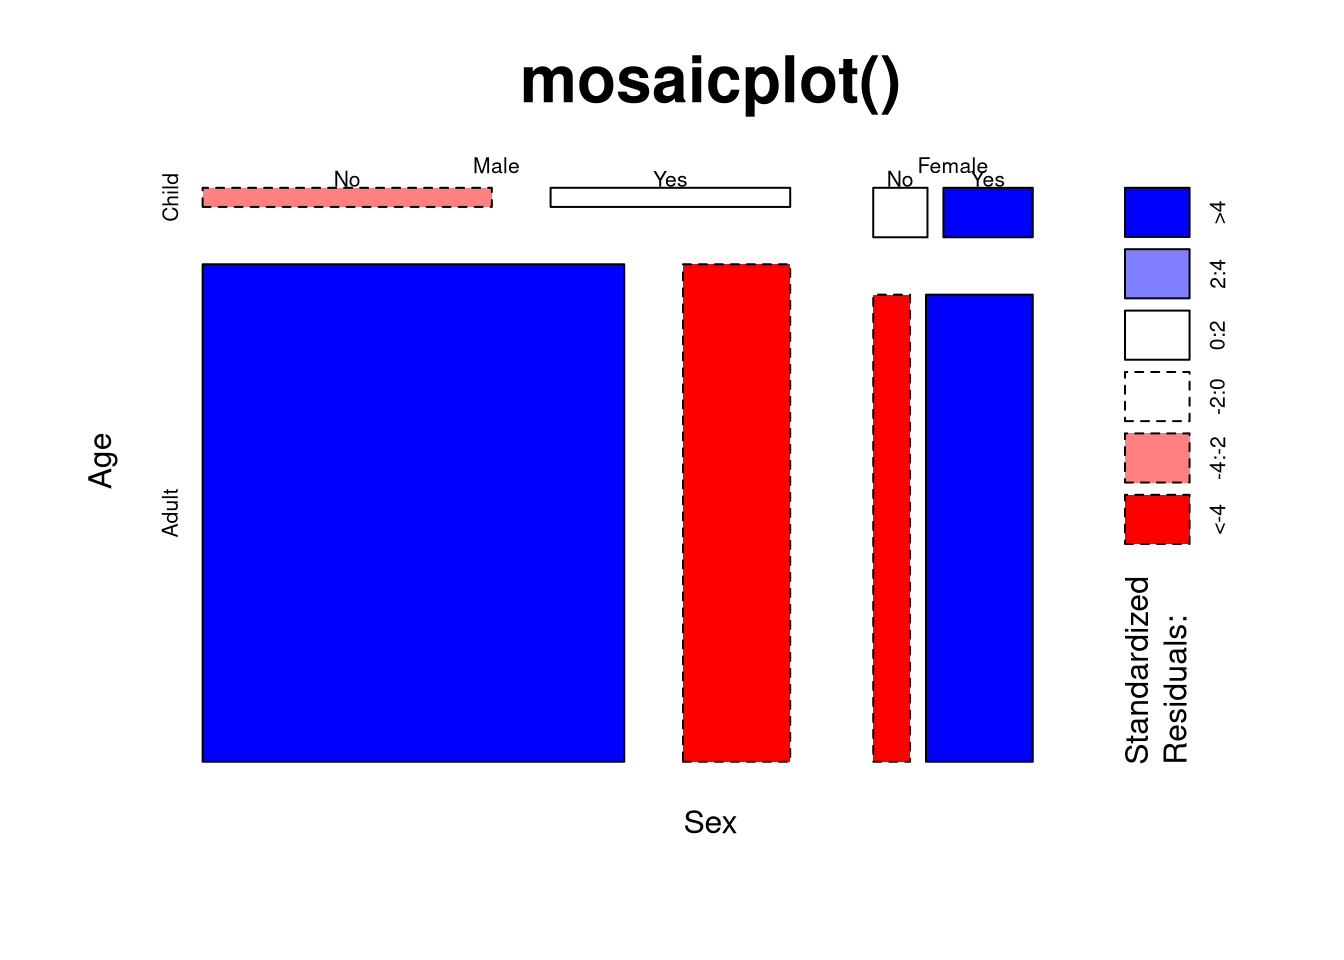 mosaicplot()
Male
Female
No
Yes
No
Yes
Child
Adult
Age
Sex
>4
2:4
0:2
-2:0
-4:-2
<-4
Standardized
Residuals: